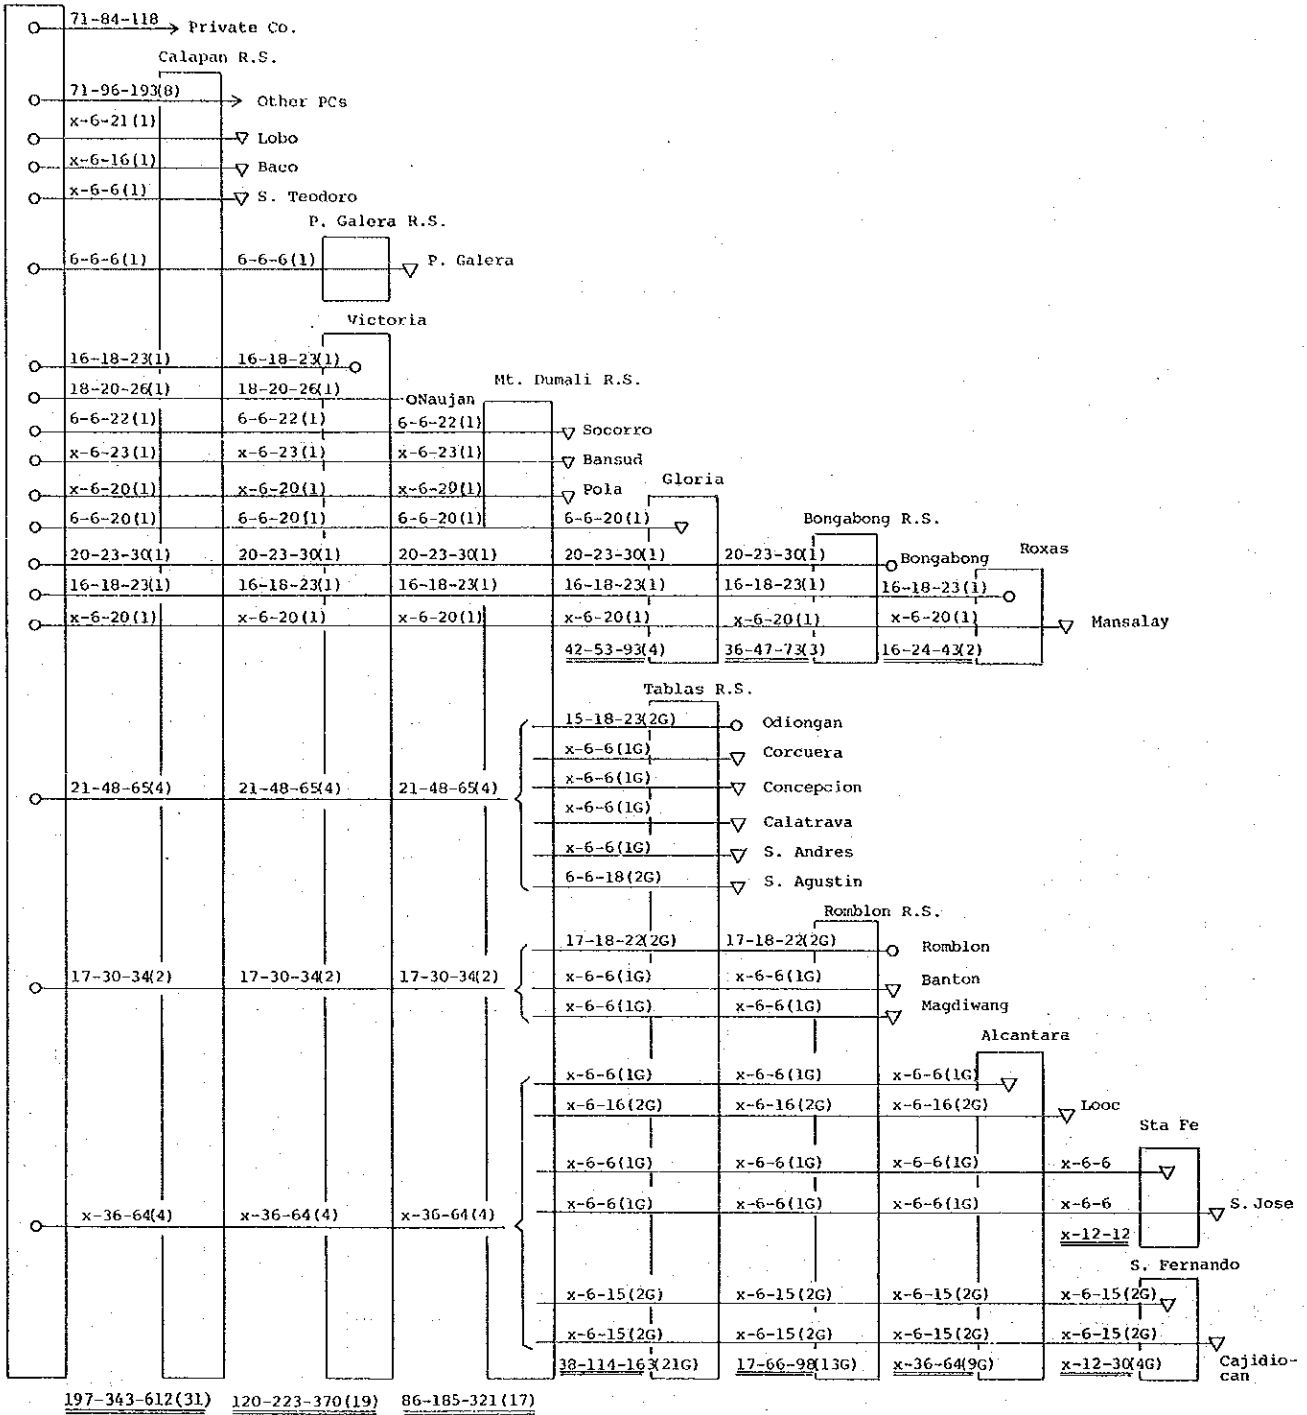 71-84-118
Private Co.
Calapan R.S.
71-96-193(8)
Other PCs
x-6-21(1)
Lobo
x-6-16(1)
Baco
x-6-6(1)
S. Teodoro
P. Galera R.S.
6-6-6(1) 6-6-6(1)
P. Galera
Victoria
16-18-23(1) 16-18-23(1)
Mt. Dumali R.S.
18-20-26(1) 18-20-26(1)
Naujan
6-6-22(1) 6-6-22(1) 6-6-22(1)
Socorro
x-6-23(1) x-6-23(1) x-6-23(1)
Bansud
Gloria
x-6-20(1) x-6-20(1) x-6-20(1)
Pola
6-6-20(1) 6-6-20(1) 6-6-20(1) 6-6-20(1)
Bongabong R.S.
20-23-30(1) 20-23-30(1) 20-23-30(1) 20-23-30(1) 20-23-30(1)
Bongabong
Roxas
16-18-23(1) 16-18-23(1) 16-18-23(1) 16-18-23(1) 16-18-23(1) 16-18-23(1)
x-6-20(1) x-6-20(1) x-6-20(1) x-6-20(1) x-6-20(1) x-6-20(1)
Mansalay
42-53-93(4) 36-47-73(3) 16-24-43(2)
Tablas R.S.
15-18-23(2G)
Odiongan
x-6-6(1G)
Corcuera
x-6-6(1G)
Concepcion
21-48-65(4) 21-48-65(4) 21-48-65(4)
x-6-6(1G)
Calatrava
x-6-6(1G)
S. Andres
6-6-18(2G)
S. Agustin
Romblon R.S.
17-18-22(2G) 17-18-22(2G)
Romblon
17-30-34(2) 17-30-34(2) 17-30-34(2)
x-6-6(1G) x-6-6(1G)
Banton
x-6-6(1G) x-6-6(1G)
Magdiwang
Alcantara
x-6-6(1G) x-6-6(1G) x-6-6(1G)
x-6-16(2G) x-6-16(2G) x-6-16(2G)
Looc
Sta Fe
x-6-6(1G) x-6-6(1G) x-6-6(1G) x-6-6
x-6-6(1G) x-6-6(1G) x-6-6(1G) x-6-6
S.Jose
x-36-64(4) x-36-64(4) x-36-64(4)
x-12-12
S. Fernando
x-6-15(2G) x-6-15(2G) x-6-15(2G) x-6-15(2G)
x-6-15(2G) x-6-15(2G) x-6-15(2G) x-6-15(2G)
Cajidio-
can
38-114-163(21G) 17-66-98(13G) x-36-64(9G) x-12-30(4G)
197-343-612(31) 120-223-370(19) 86-185-321(17)